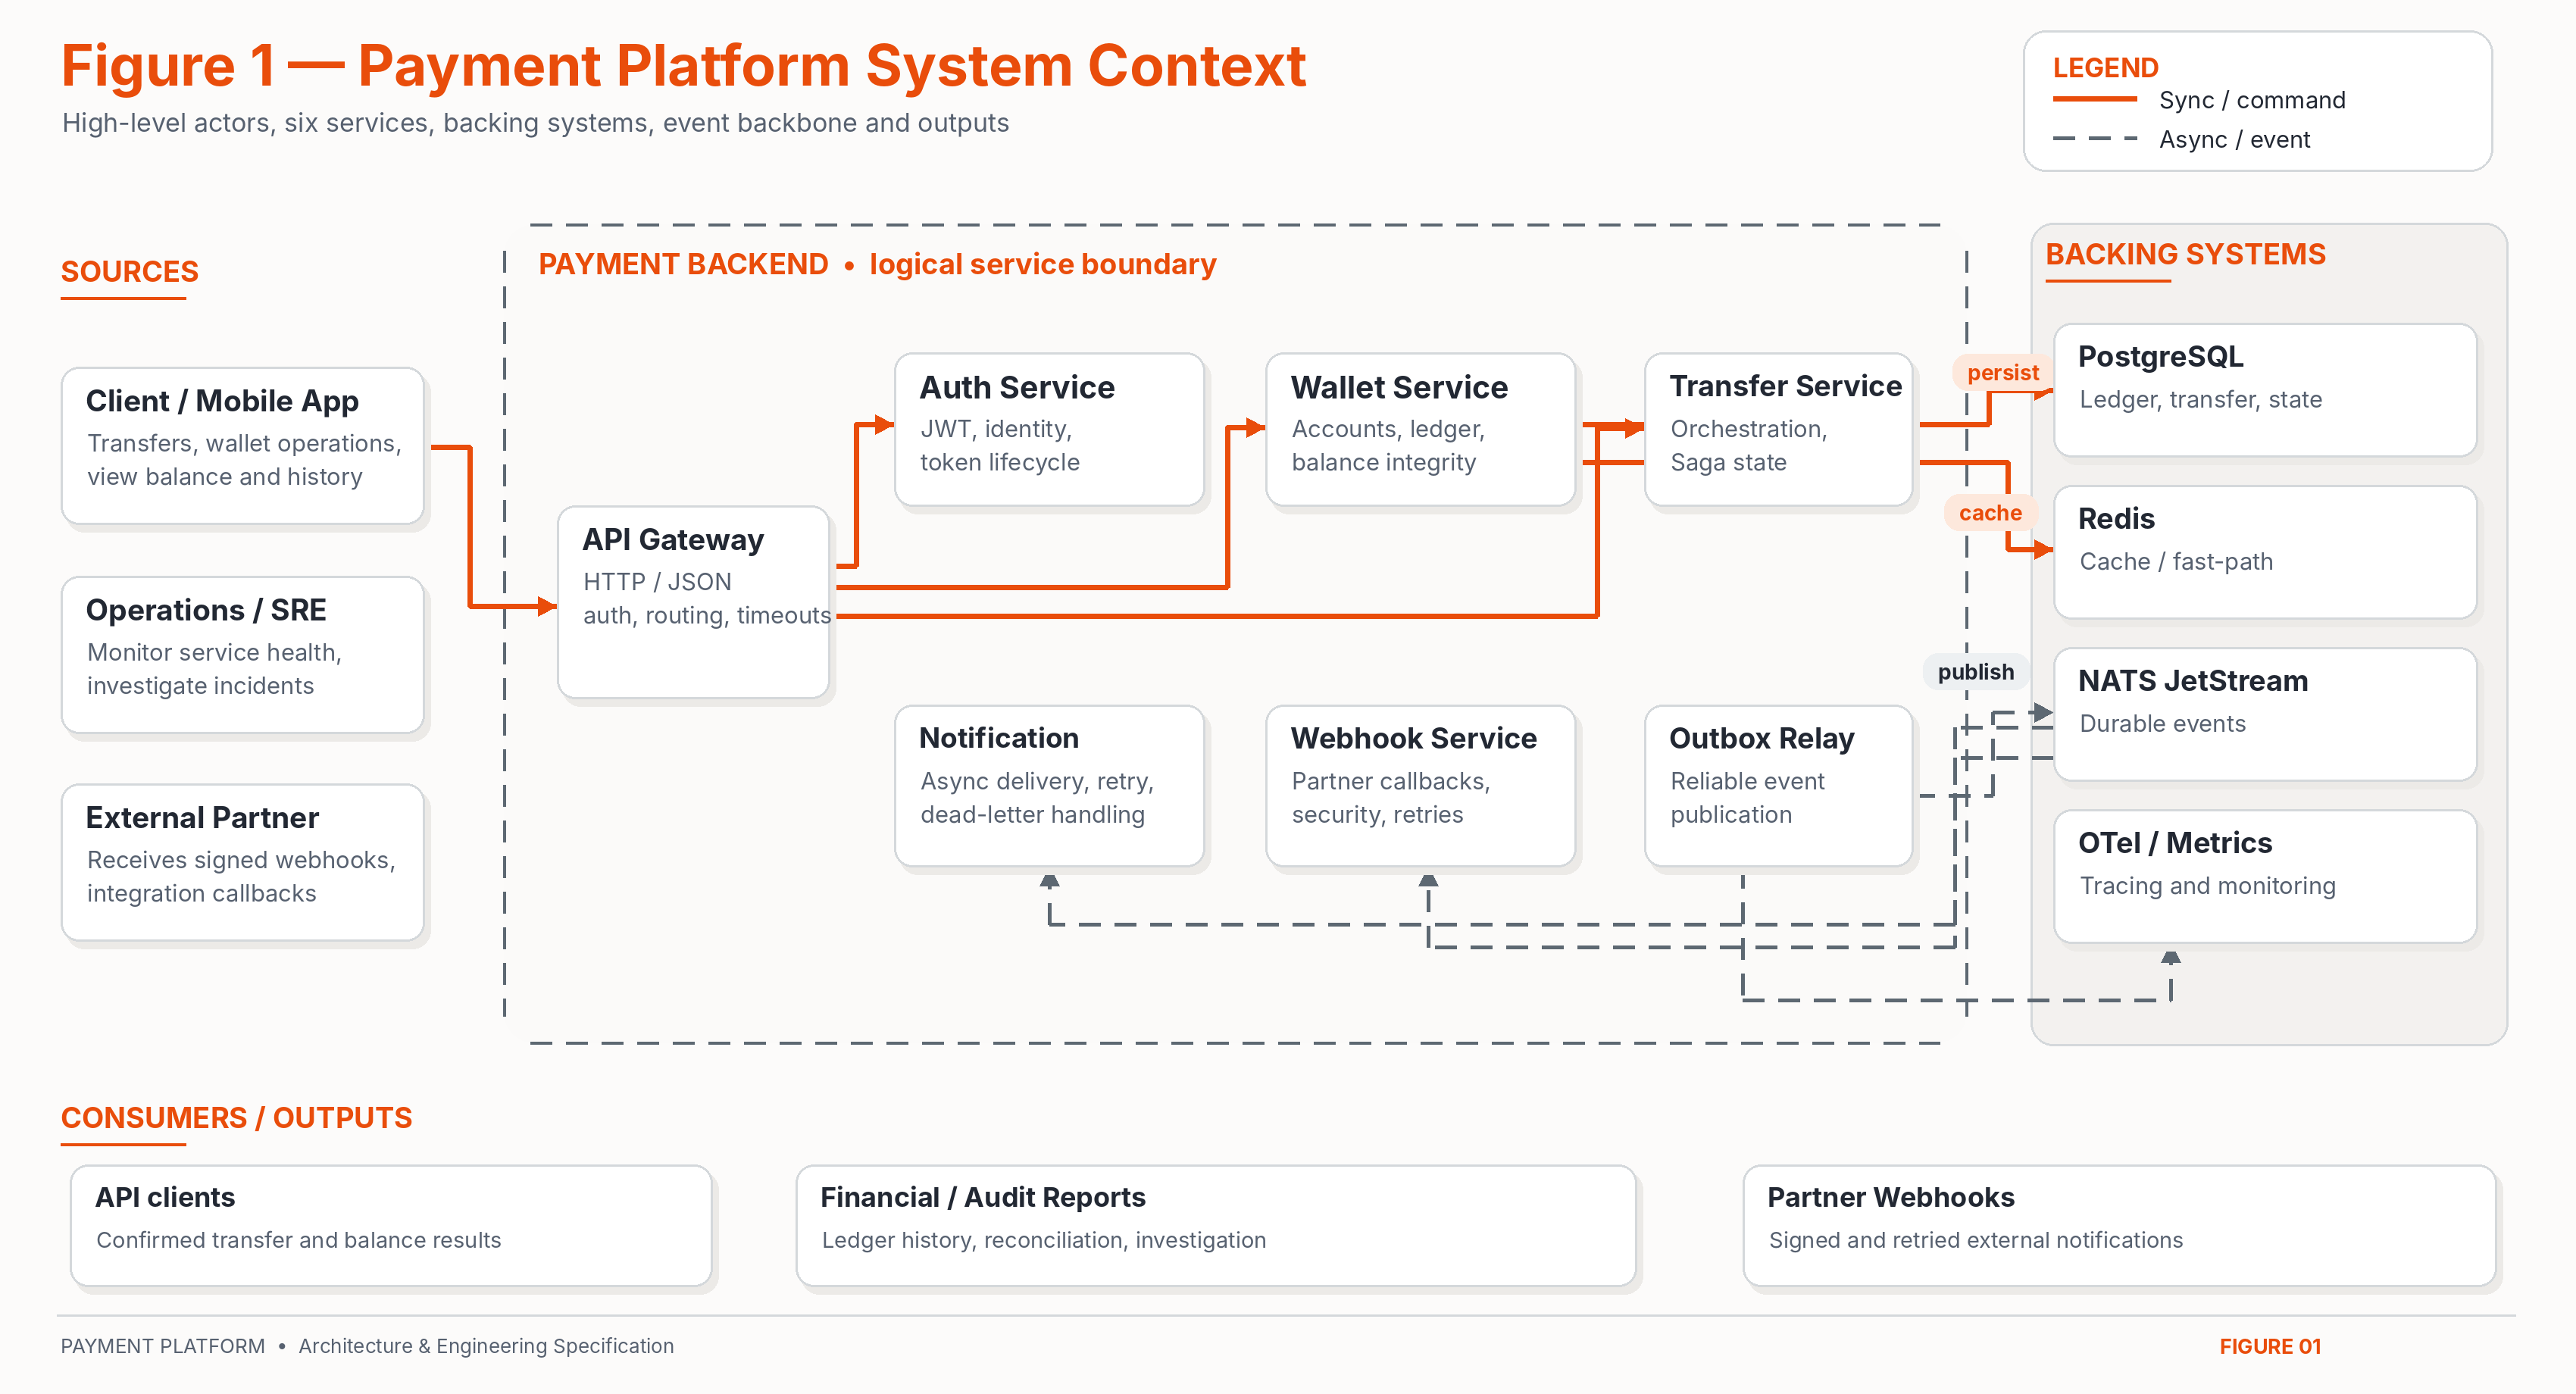 Figure 1 — Payment Platform System Context
High-level actors, six services, backing systems, event backbone and outputs
LEGEND
Sync / command
Async / event
SOURCES
Client / Mobile App
Transfers, wallet operations,
view balance and history
Operations / SRE
Monitor service health,
investigate incidents
External Partner
Receives signed webhooks,
integration callbacks
PAYMENT BACKEND • logical service boundary
API Gateway
HTTP / JSON
auth, routing, timeouts
Auth Service
JWT, identity,
token lifecycle
Wallet Service
Accounts, ledger,
balance integrity
Transfer Service
Orchestration,
Saga state
Notification
Async delivery, retry,
dead-letter handling
Webhook Service
Partner callbacks,
security, retries
Outbox Relay
Reliable event
publication
persist
cache
publish
BACKING SYSTEMS
PostgreSQL
Ledger, transfer, state
Redis
Cache / fast-path
NATS JetStream
Durable events
OTel / Metrics
Tracing and monitoring
CONSUMERS / OUTPUTS
API clients
Confirmed transfer and balance results
Financial / Audit Reports
Ledger history, reconciliation, investigation
Partner Webhooks
Signed and retried external notifications
PAYMENT PLATFORM • Architecture & Engineering Specification
FIGURE 01